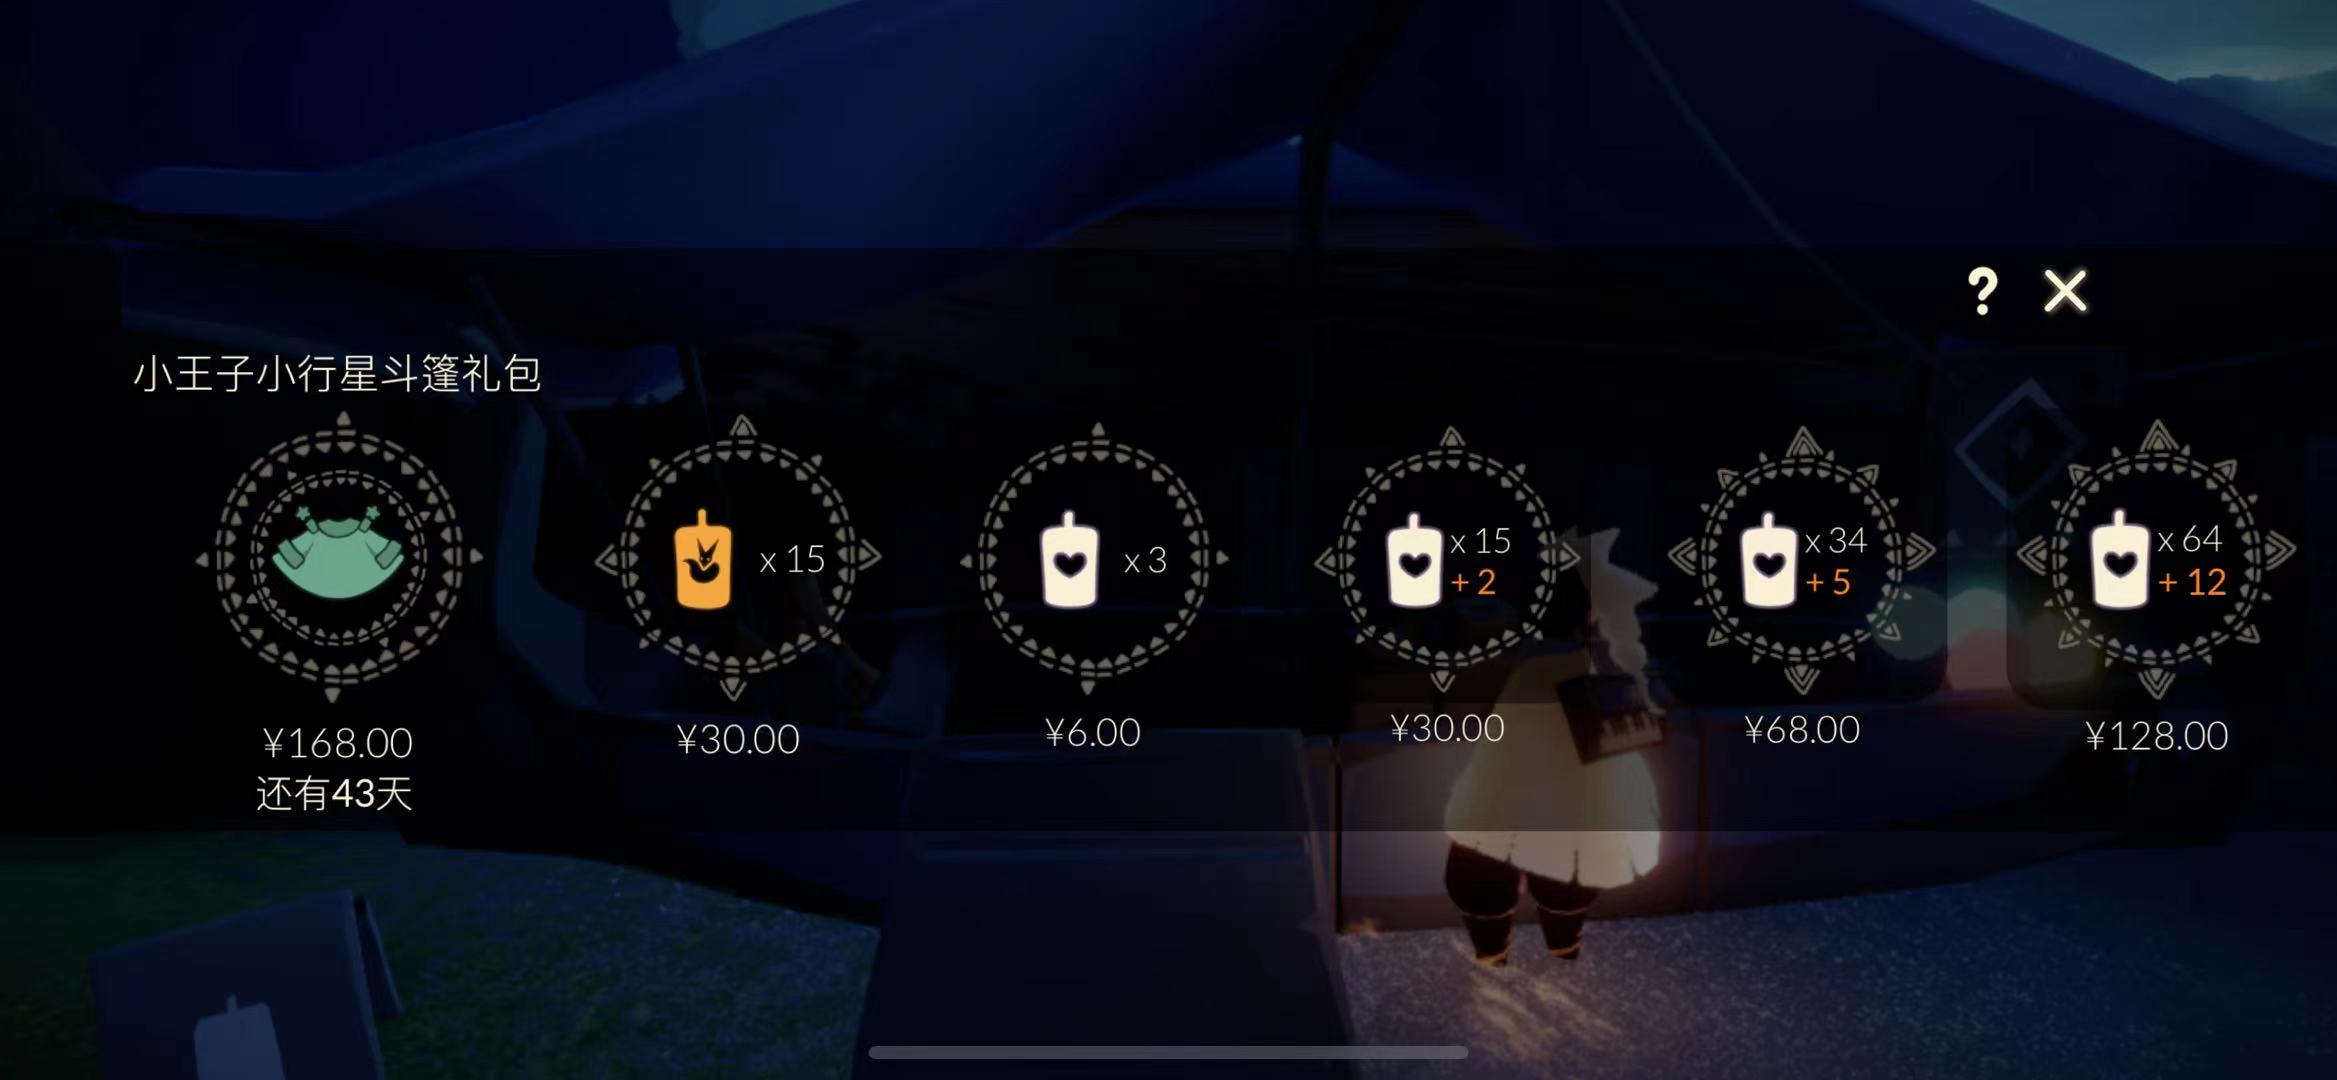 ?
小王子小行星斗篷礼包
¥168.00
还有43天
x 15
¥30.00
x 3
¥6.00
x 15
+ 2
¥30.00
x 34
+ 5
¥68.00
x 64
+ 12
¥128.00